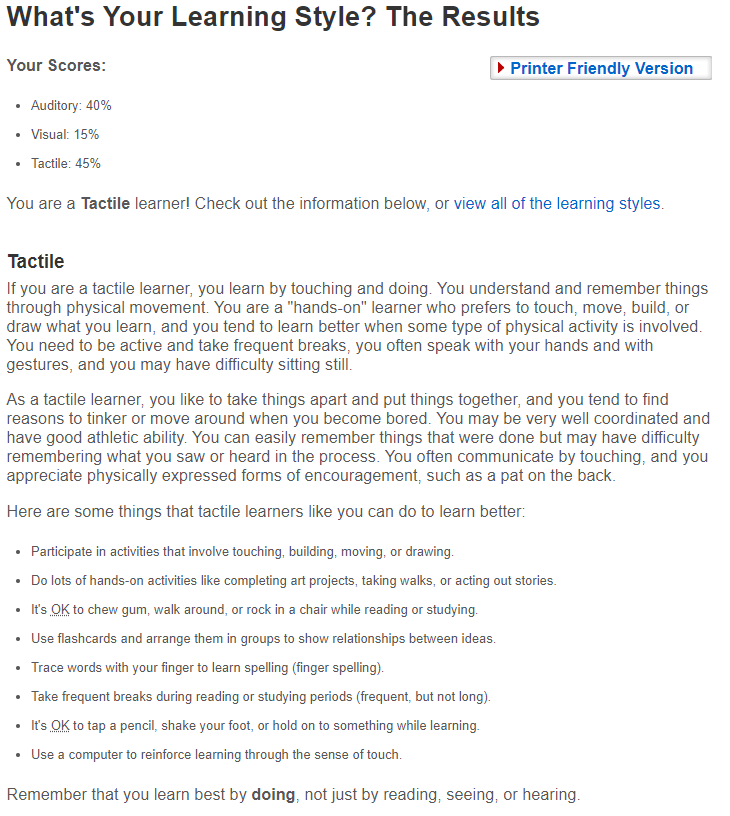 What's Your Learning Style? The Results
Your Scores:
Printer Friendly Version
Auditory: 40%
Visual: 15%
Tactile: 45%
You are a Tactile learner! Check out the information below, or view all of the learning styles.
Tactile
If you are a tactile learner, you learn by touching and doing. You understand and remember things
through physical movement. You are a "hands-on" learner who prefers to touch, move, build, or
draw what you learn, and you tend to learn better when some type of physical activity is involved.
You need to be active and take frequent breaks, you often speak with your hands and with
gestures, and you may have difficulty sitting still.
As a tactile learner, you like to take things apart and put things together, and you tend to find
reasons to tinker or move around when you become bored. You may be very well coordinated and
have good athletic ability. You can easily remember things that were done but may have difficulty
remembering what you saw or heard in the process. You often communicate by touching, and you
appreciate physically expressed forms of encouragement, such as a pat on the back.
Here are some things that tactile learners like you can do to learn better:
Participate in activities that involve touching, building, moving, or drawing.
Do lots of hands-on activities like completing art projects, taking walks, or acting out stories.
It's OK to chew gum, walk around, or rock in a chair while reading or studying.
Use flashcards and arrange them in groups to show relationships between ideas.
Trace words with your finger to learn spelling (finger spelling).
Take frequent breaks during reading or studying periods (frequent, but not long).
It's OK to tap a pencil, shake your foot, or hold on to something while learning.
Use a computer to reinforce learning through the sense of touch.
Remember that you learn best by doing, not just by reading, seeing, or hearing.